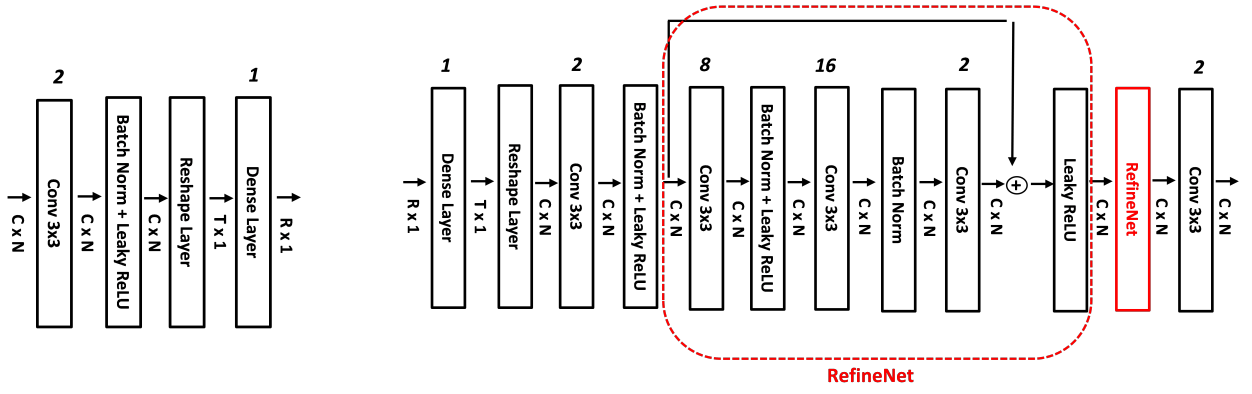 2
1
C x N
Conv 3x3
C x N
Batch Norm + Leaky ReLU
C x N
Reshape Layer
T x 1
Dense Layer
R x 1
1
2
8
16
2
2
R x 1
Dense Layer
T x 1
Reshape Layer
C x N
Conv 3x3
C x N
Batch Norm + Leaky ReLU
C x N
Conv 3x3
C x N
Batch Norm + Leaky ReLU
C x N
Conv 3x3
C x N
Batch Norm
C x N
Conv 3x3
C x N
+
Leaky ReLU
C x N
RefineNet
C x N
Conv 3x3
C x N
RefineNet